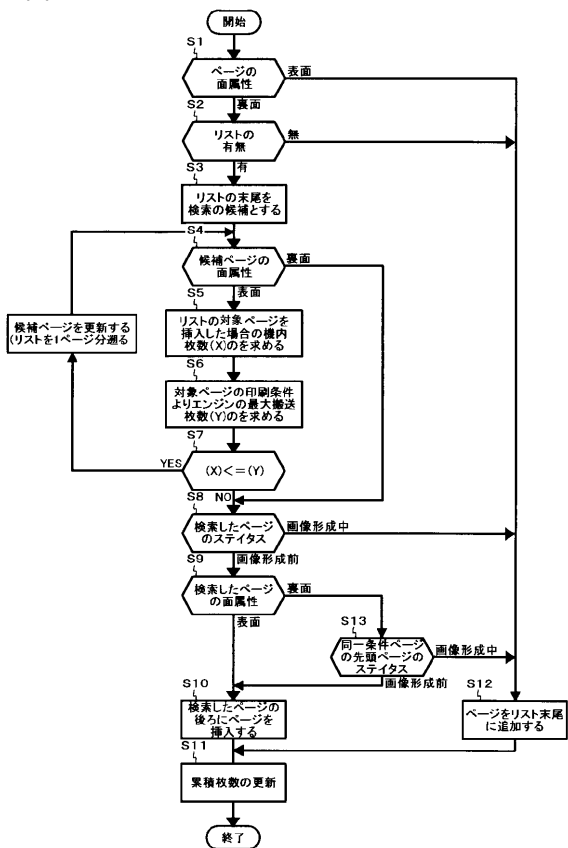 開始
S1
ページの
面属性
表面
裏面
S2
リストの
有無
無
有
S3
リストの末尾を
検索の候補とする
S4
候補ページの
面属性
裏面
表面
S5
リストの対象ページを
挿入した場合の機内
枚数(X)のを求める
候補ページを更新する
(リストを1ページ分遡る
S6
対象ページの印刷条件
よりエンジンの最大搬送
枚数(Y)のを求める
S7
YES
(X)<=(Y)
NO
S8
検索したページ
のステイタス
画像形成中
画像形成前
S9
検索したページ
の面属性
裏面
表面
S13
同一条件ページ
の先頭ページの
ステイタス
画像形成中
画像形成前
S10
検索したページの
後ろにページを
挿入する
S12
ページをリスト末尾
に追加する
S11
累積枚数の更新
終了